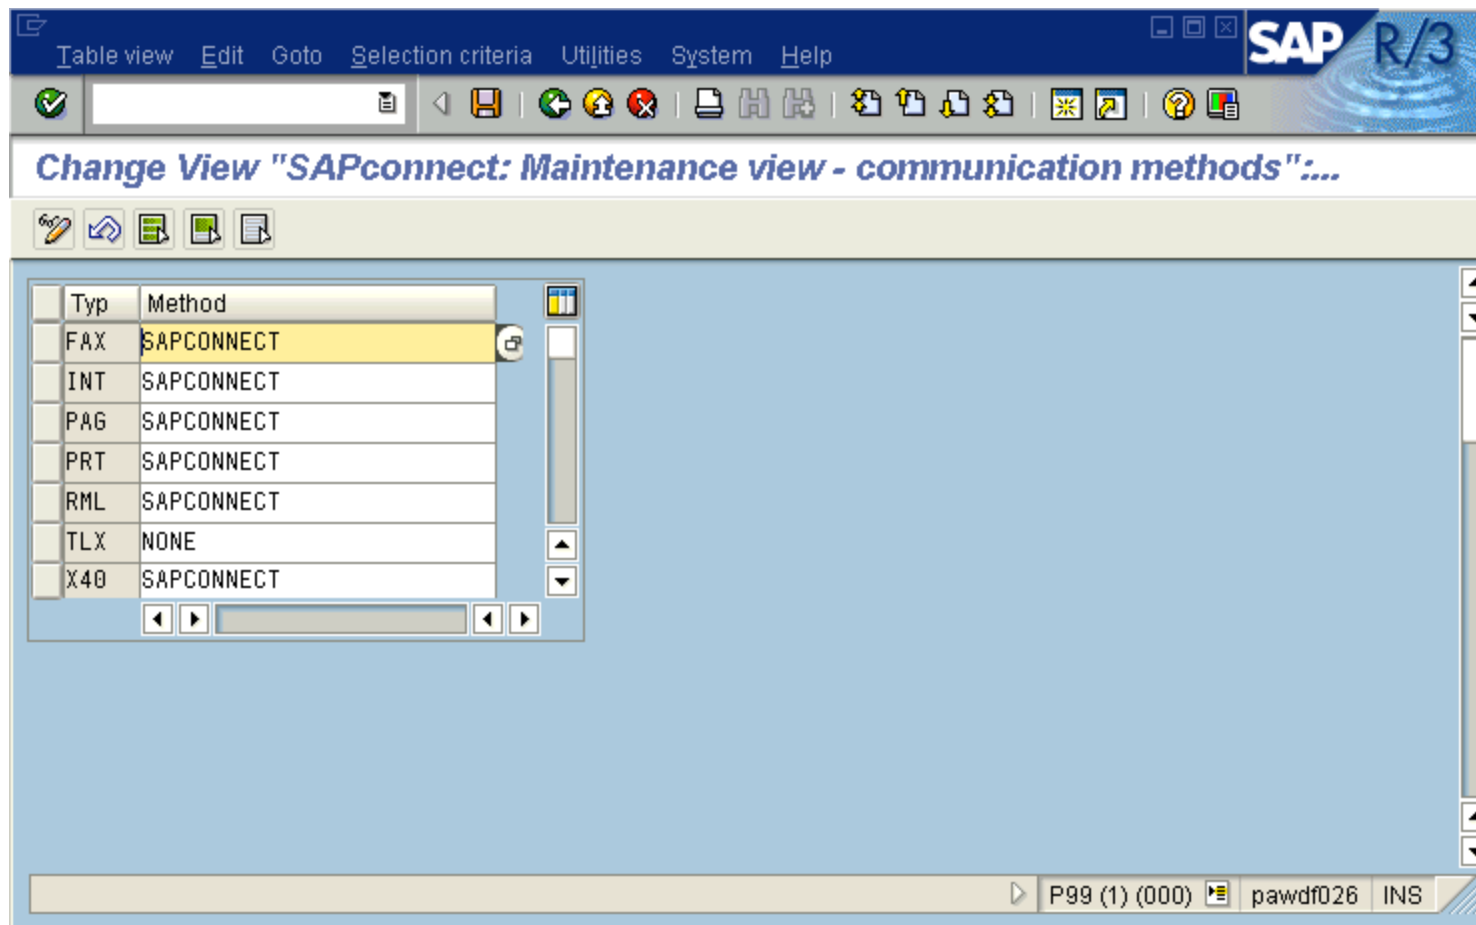 Table view Edit Goto Selection criteria Utilities System Help
SAP R/3
Change View "SAPconnect: Maintenance view - communication methods":...
Typ Method
FAX SAPCONNECT
INT SAPCONNECT
PAG SAPCONNECT
PRT SAPCONNECT
RML SAPCONNECT
TLX NONE
X40 SAPCONNECT
P99 (1) (000) pawdf026 INS